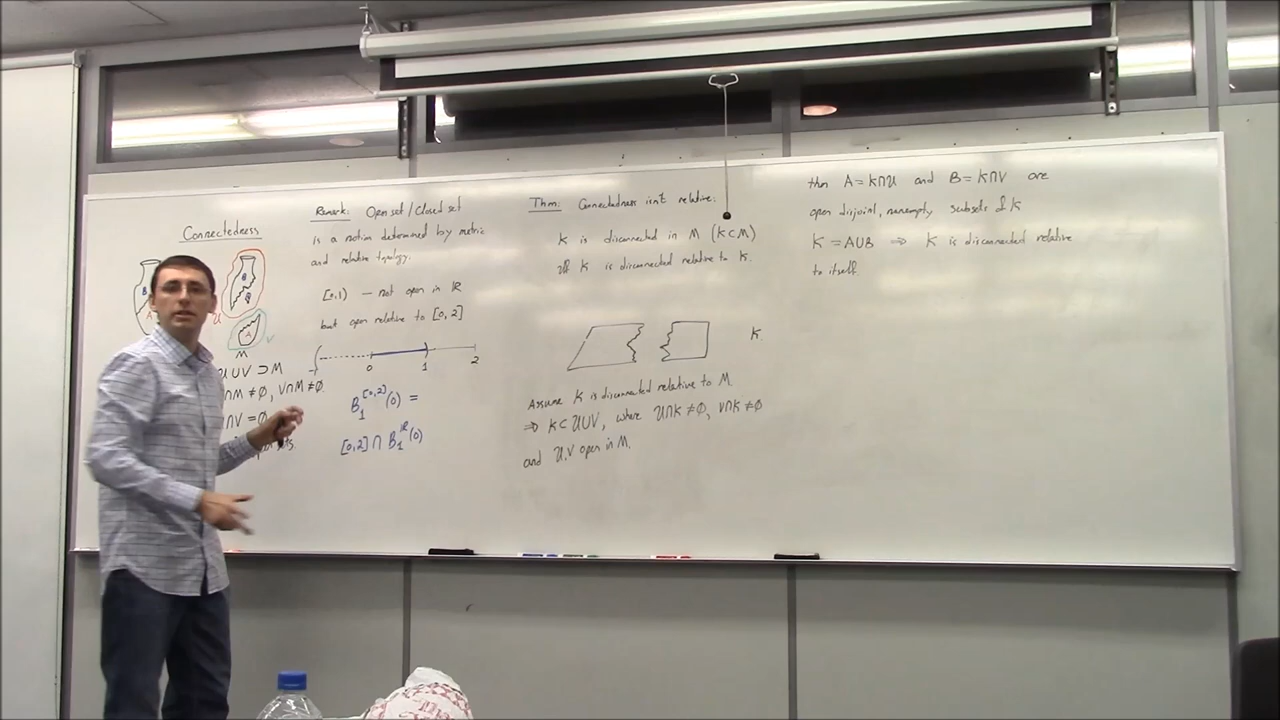 Connectedness
B
A
B
B
A
U
V
M
U ∪ V ⊃ M
∩ M ≠ ∅, V ∩ M ≠ ∅
∩ V = ∅
sets.
Remark: Open set / Closed set
is a notion determined by metric
and relative topology.
[0,1) — not open in ℝ
but open relative to [0,2]
0 1 2
B₁^[0,2](0) =
[0,2] ∩ B₁^ℝ(0)
Thm: Connectedness isn't relative:
K is disconnected in M (K⊂M)
iff K is disconnected relative to K.
K
Assume K is disconnected relative to M.
⇒ K ⊂ U∪V, where U∩K ≠ ∅, V∩K ≠ ∅
and U,V open in M.
then A = K∩U and B = K∩V are
open disjoint, nonempty subsets of K
K = A∪B ⇒ K is disconnected relative
to itself.